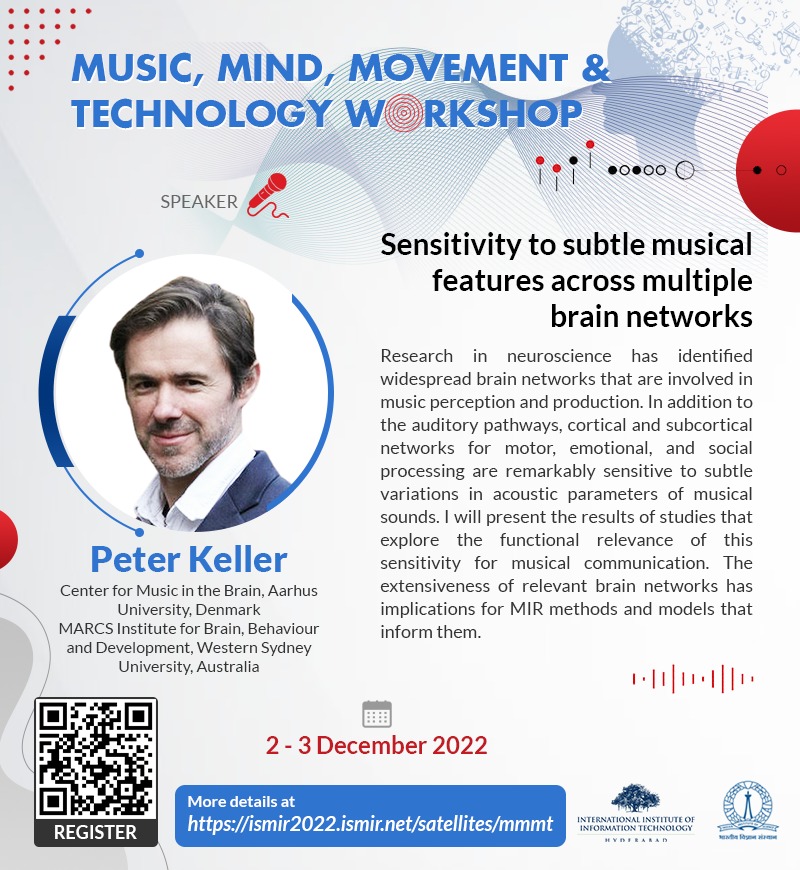 MUSIC, MIND, MOVEMENT &
TECHNOLOGY WORKSHOP
SPEAKER
Sensitivity to subtle musical
features across multiple
brain networks
Research in neuroscience has identified
widespread brain networks that are involved in
music perception and production. In addition to
the auditory pathways, cortical and subcortical
networks for motor, emotional, and social
processing are remarkably sensitive to subtle
variations in acoustic parameters of musical
sounds. I will present the results of studies that
explore the functional relevance of this
sensitivity for musical communication. The
extensiveness of relevant brain networks has
implications for MIR methods and models that
inform them.
Peter Keller
Center for Music in the Brain, Aarhus
University, Denmark
MARCS Institute for Brain, Behaviour
and Development, Western Sydney
University, Australia
2 - 3 December 2022
REGISTER
More details at
https://ismir2022.ismir.net/satellites/mmmt
INTERNATIONAL INSTITUTE OF
INFORMATION TECHNOLOGY
HYDERABAD
भारतीय विज्ञान संस्थान